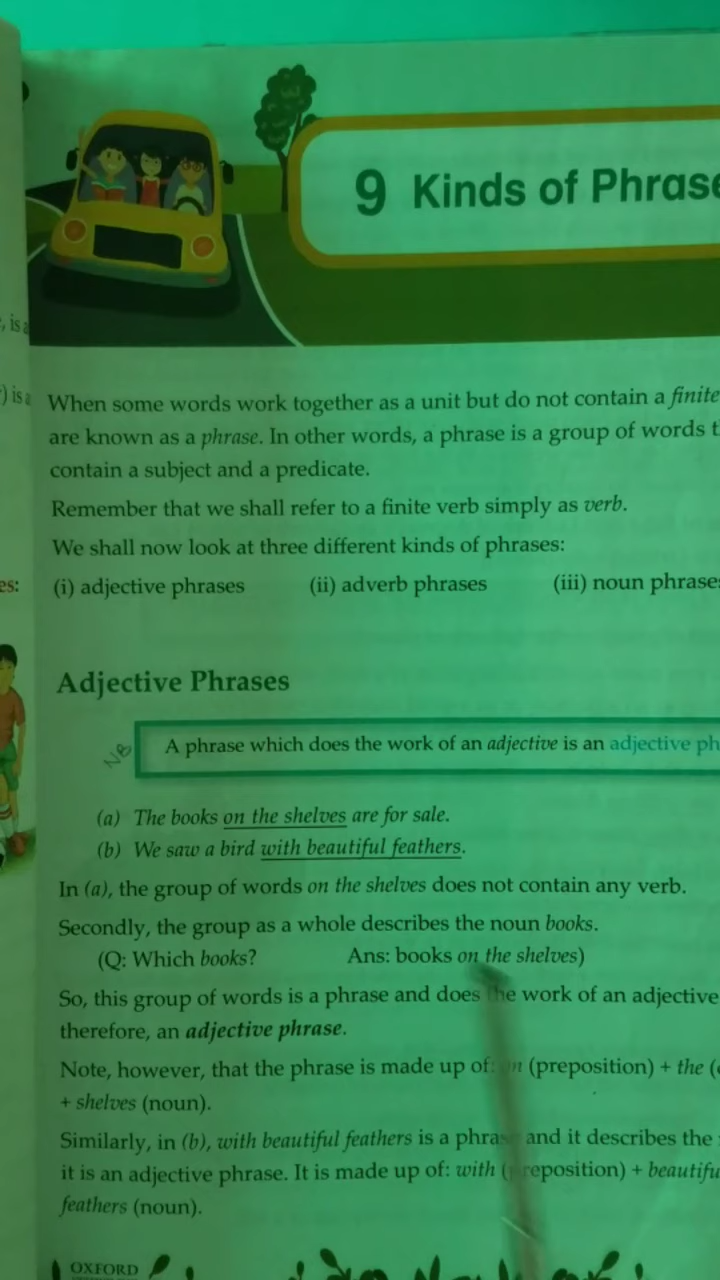 9 Kinds of Phrase
, is a
) is a
When some words work together as a unit but do not contain a finite
are known as a phrase. In other words, a phrase is a group of words t
contain a subject and a predicate.
Remember that we shall refer to a finite verb simply as verb.
We shall now look at three different kinds of phrases:
es:
(i) adjective phrases (ii) adverb phrases (iii) noun phrases
Adjective Phrases
NB
A phrase which does the work of an adjective is an adjective ph
(a) The books on the shelves are for sale.
(b) We saw a bird with beautiful feathers.
In (a), the group of words on the shelves does not contain any verb.
Secondly, the group as a whole describes the noun books.
(Q: Which books? Ans: books on the shelves)
So, this group of words is a phrase and does the work of an adjective
therefore, an adjective phrase.
Note, however, that the phrase is made up of: (preposition) + the (
+ shelves (noun).
Similarly, in (b), with beautiful feathers is a phrase and it describes the
it is an adjective phrase. It is made up of: with (preposition) + beautifu
feathers (noun).
OXFORD